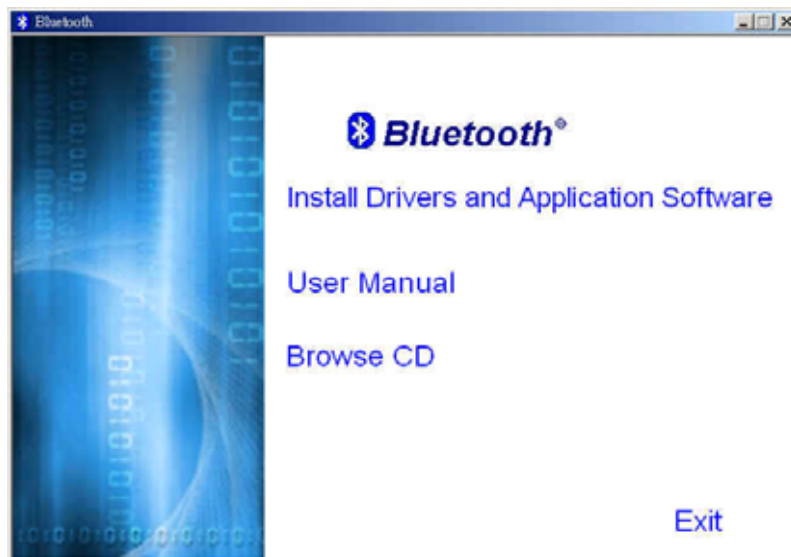 Bluetooth
Bluetooth®
Install Drivers and Application Software
User Manual
Browse CD
Exit